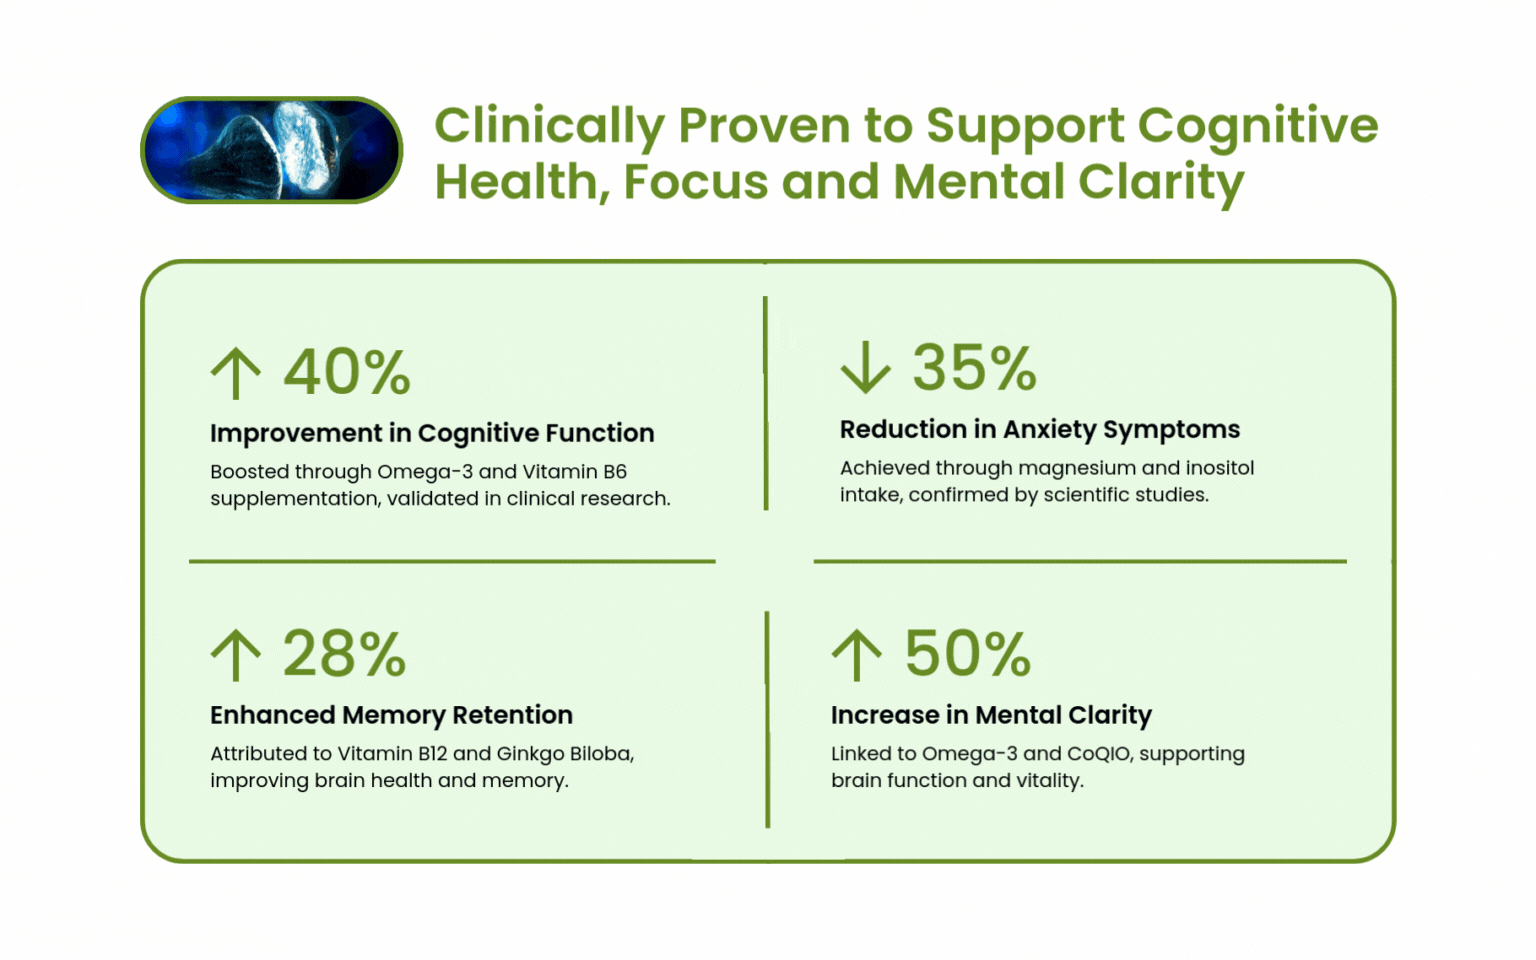 Clinically Proven to Support Cognitive
Health, Focus and Mental Clarity
↑ 40%
Improvement in Cognitive Function
Boosted through Omega-3 and Vitamin B6
supplementation, validated in clinical research.
↓ 35%
Reduction in Anxiety Symptoms
Achieved through magnesium and inositol
intake, confirmed by scientific studies.
↑ 28%
Enhanced Memory Retention
Attributed to Vitamin B12 and Ginkgo Biloba,
improving brain health and memory.
↑ 50%
Increase in Mental Clarity
Linked to Omega-3 and CoQIO, supporting
brain function and vitality.